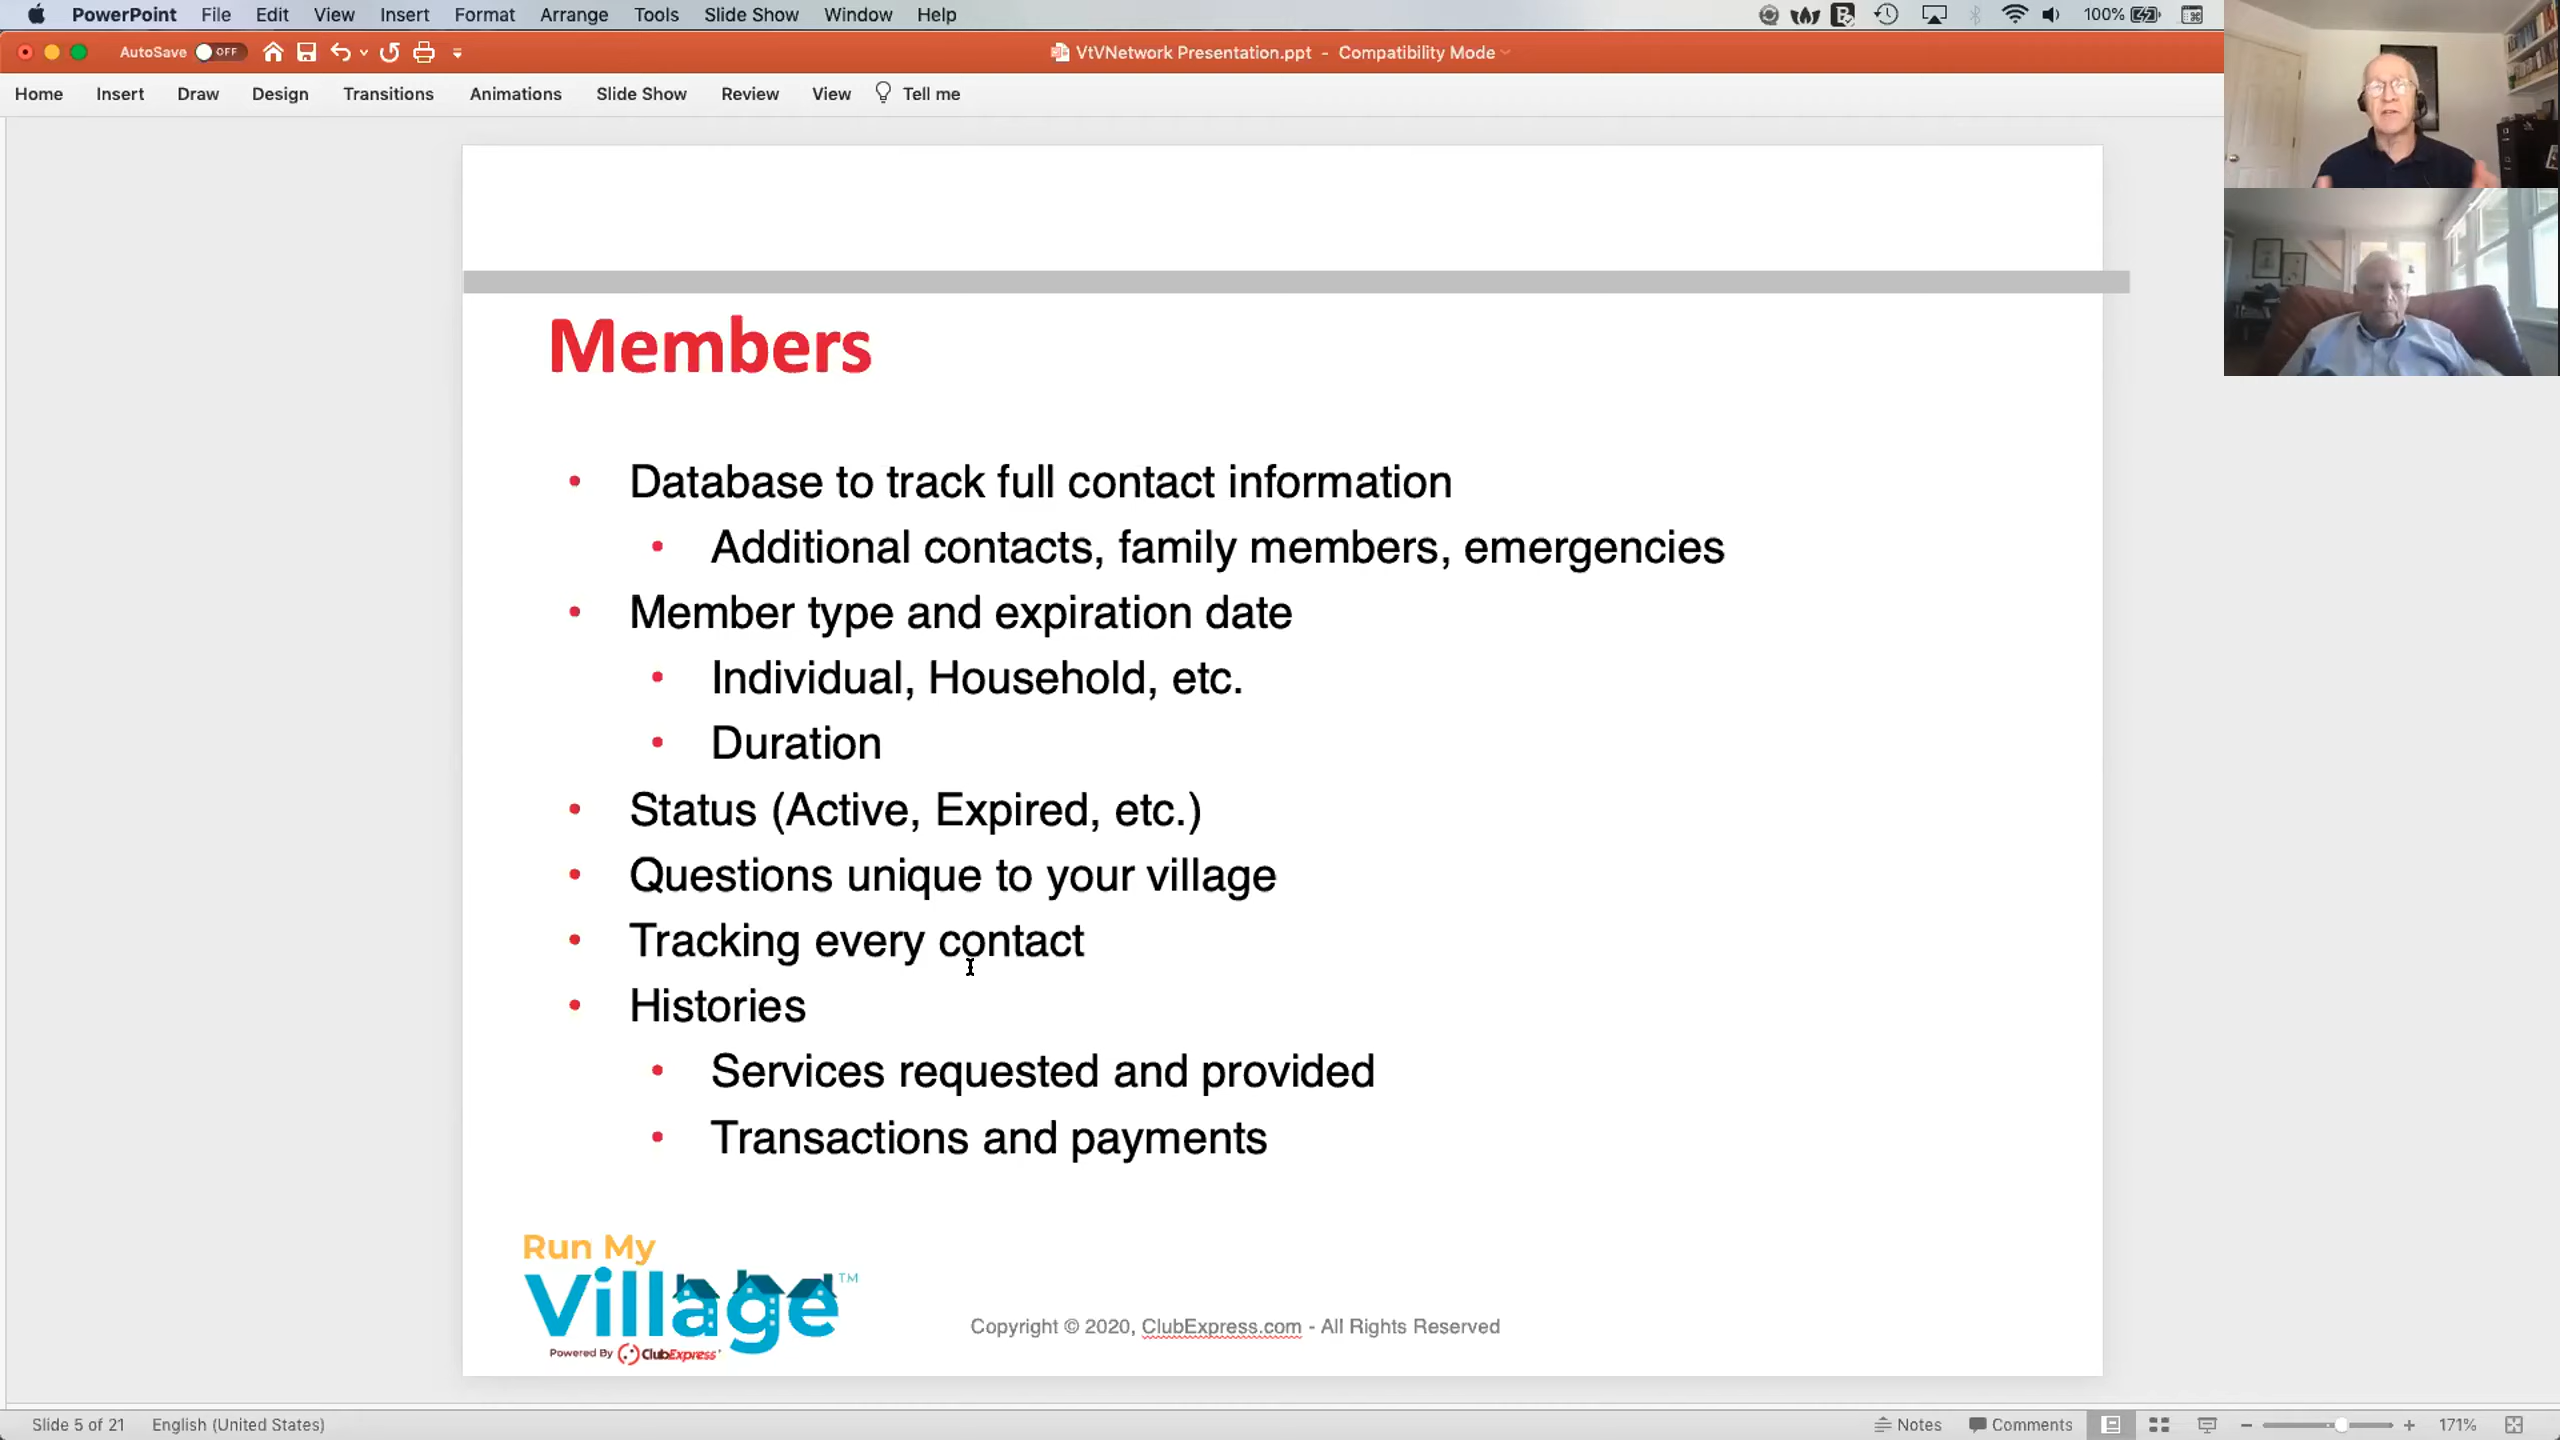 PowerPoint File Edit View Insert Format Arrange Tools Slide Show Window Help 100%
AutoSave OFF VtVNetwork Presentation.ppt - Compatibility Mode
Home Insert Draw Design Transitions Animations Slide Show Review View Tell me
Members
• Database to track full contact information
• Additional contacts, family members, emergencies
• Member type and expiration date
• Individual, Household, etc.
• Duration
• Status (Active, Expired, etc.)
• Questions unique to your village
• Tracking every contact
• Histories
• Services requested and provided
• Transactions and payments
Run My
Village™
Powered By ClubExpress
Copyright © 2020, ClubExpress.com - All Rights Reserved
Slide 5 of 21 English (United States) Notes Comments 171%